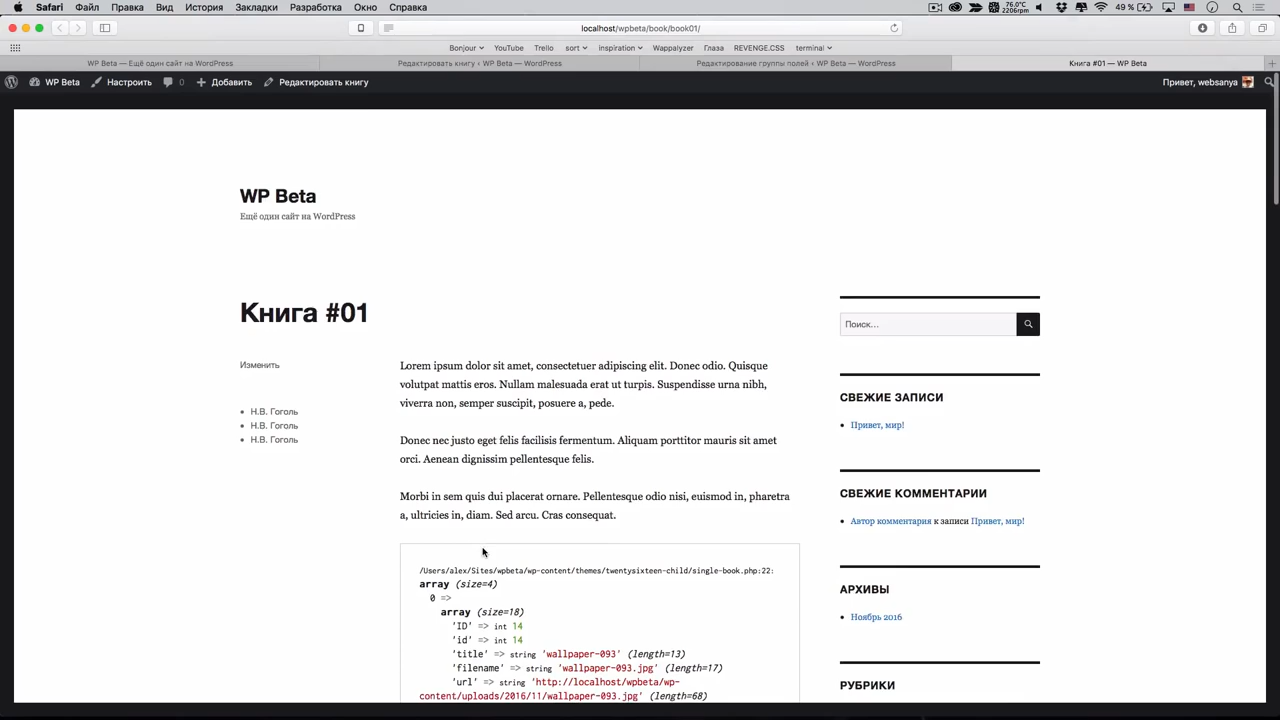 Safari Файл Правка Вид История Закладки Разработка Окно Справка 76.0°C 2206rpm 49 %
localhost/wpbeta/book/book01/
Bonjour YouTube Trello sort inspiration Wappalyzer Глаза REVENGE.CSS terminal
WP Beta — Ещё один сайт на WordPress Редактировать книгу ‹ WP Beta — WordPress Редактирование группы полей ‹ WP Beta — WordPress Книга #01 — WP Beta
WP Beta Настроить 0 Добавить Редактировать книгу Привет, websanya
WP Beta
Ещё один сайт на WordPress
Книга #01
Изменить
Н.В. Гоголь
Н.В. Гоголь
Н.В. Гоголь
Lorem ipsum dolor sit amet, consectetuer adipiscing elit. Donec odio. Quisque
volutpat mattis eros. Nullam malesuada erat ut turpis. Suspendisse urna nibh,
viverra non, semper suscipit, posuere a, pede.
Donec nec justo eget felis facilisis fermentum. Aliquam porttitor mauris sit amet
orci. Aenean dignissim pellentesque felis.
Morbi in sem quis dui placerat ornare. Pellentesque odio nisi, euismod in, pharetra
a, ultricies in, diam. Sed arcu. Cras consequat.
/Users/alex/Sites/wpbeta/wp-content/themes/twentysixteen-child/single-book.php:22:
array (size=4)
0 =>
array (size=18)
'ID' => int 14
'id' => int 14
'title' => string 'wallpaper-093' (length=13)
'filename' => string 'wallpaper-093.jpg' (length=17)
'url' => string 'http://localhost/wpbeta/wp-
content/uploads/2016/11/wallpaper-093.jpg' (length=68)
Поиск…
СВЕЖИЕ ЗАПИСИ
Привет, мир!
СВЕЖИЕ КОММЕНТАРИИ
Автор комментария к записи Привет, мир!
АРХИВЫ
Ноябрь 2016
РУБРИКИ